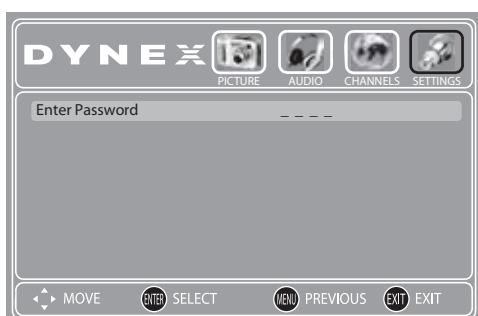 DYNEX
PICTURE AUDIO CHANNELS SETTINGS
Enter Password _ _ _ _
MOVE ENTER SELECT MENU PREVIOUS EXIT EXIT